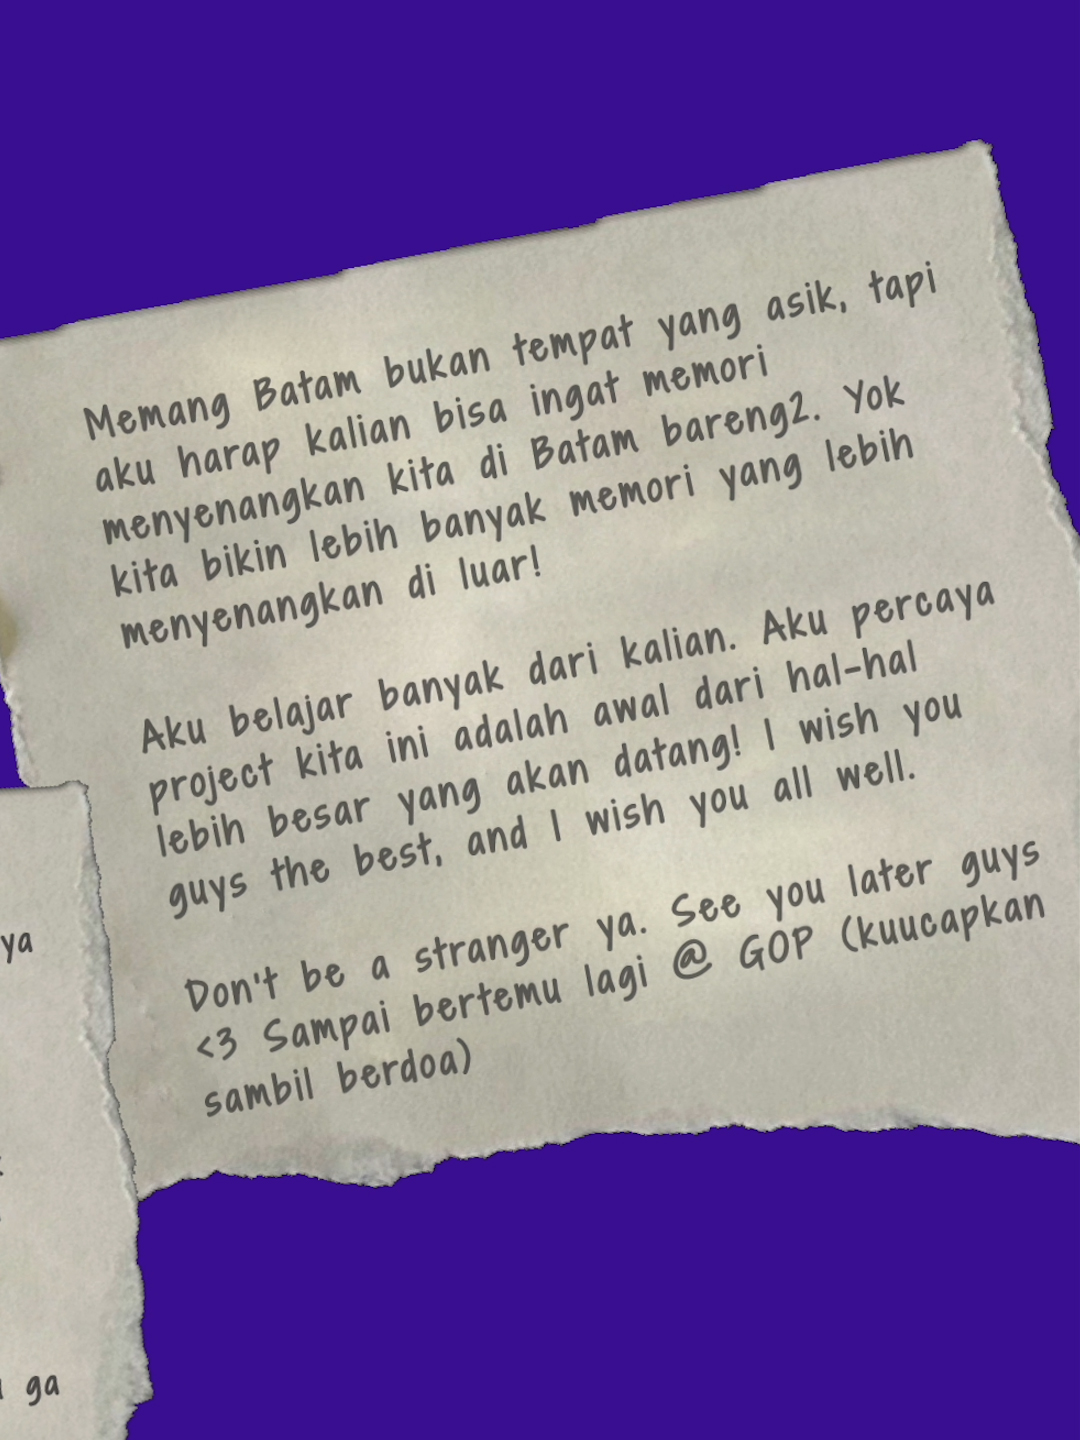 Memang Batam bukan tempat yang asik, tapi
aku harap kalian bisa ingat memori
menyenangkan kita di Batam bareng2. Yok
kita bikin lebih banyak memori yang lebih
menyenangkan di luar!
Aku belajar banyak dari kalian. Aku percaya
project kita ini adalah awal dari hal-hal
lebih besar yang akan datang! I wish you
guys the best, and I wish you all well.
Don't be a stranger ya. See you later guys
<3 Sampai bertemu lagi @ GOP (kuucapkan
sambil berdoa)
ya
ga